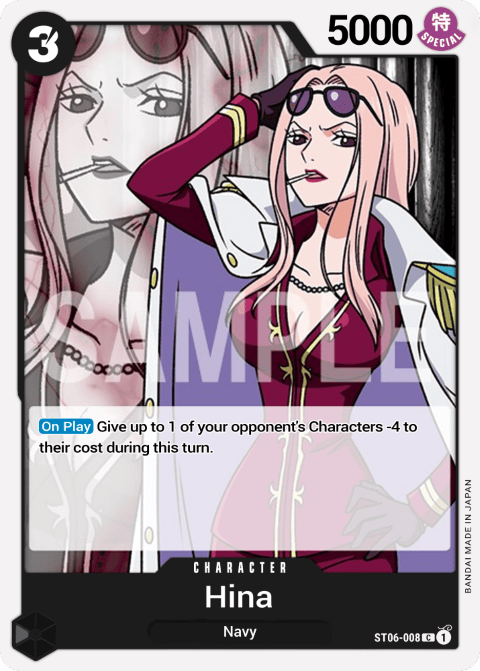 3
5000
特
SPECIAL
SAMPLE
On Play Give up to 1 of your opponent's Characters -4 to
their cost during this turn.
BANDAI MADE IN JAPAN
CHARACTER
Hina
Navy
ST06-008 C 1